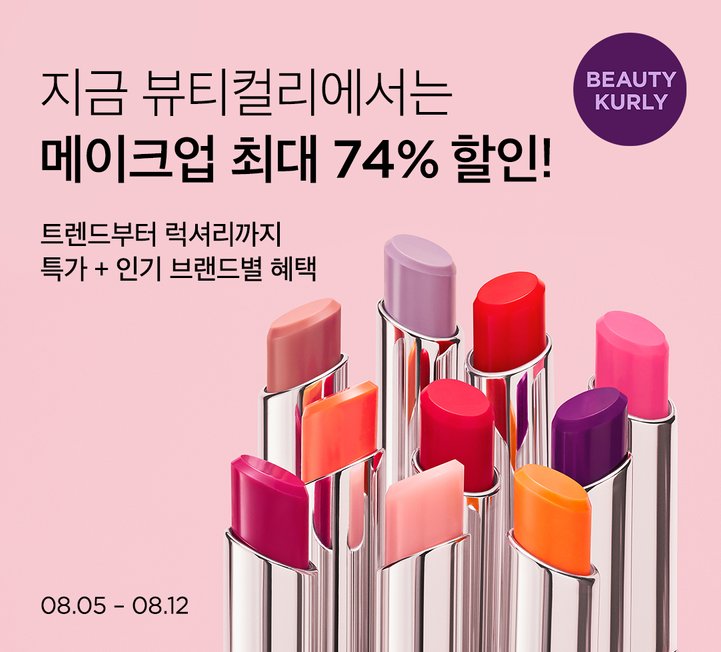 지금 뷰티컬리에서는
메이크업 최대 74% 할인!
BEAUTY
KURLY
트렌드부터 럭셔리까지
특가 + 인기 브랜드별 혜택
08.05 - 08.12